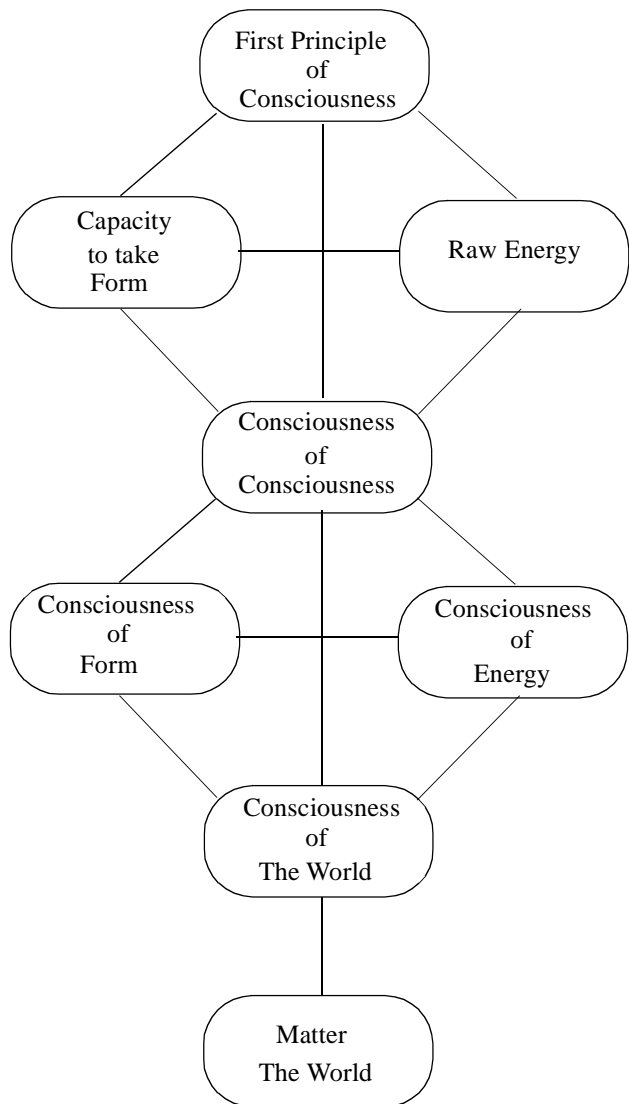 First Principle
of
Consciousness
Capacity
to take
Form
Raw Energy
Consciousness
of
Consciousness
Consciousness
of
Form
Consciousness
of
Energy
Consciousness
of
The World
Matter
The World